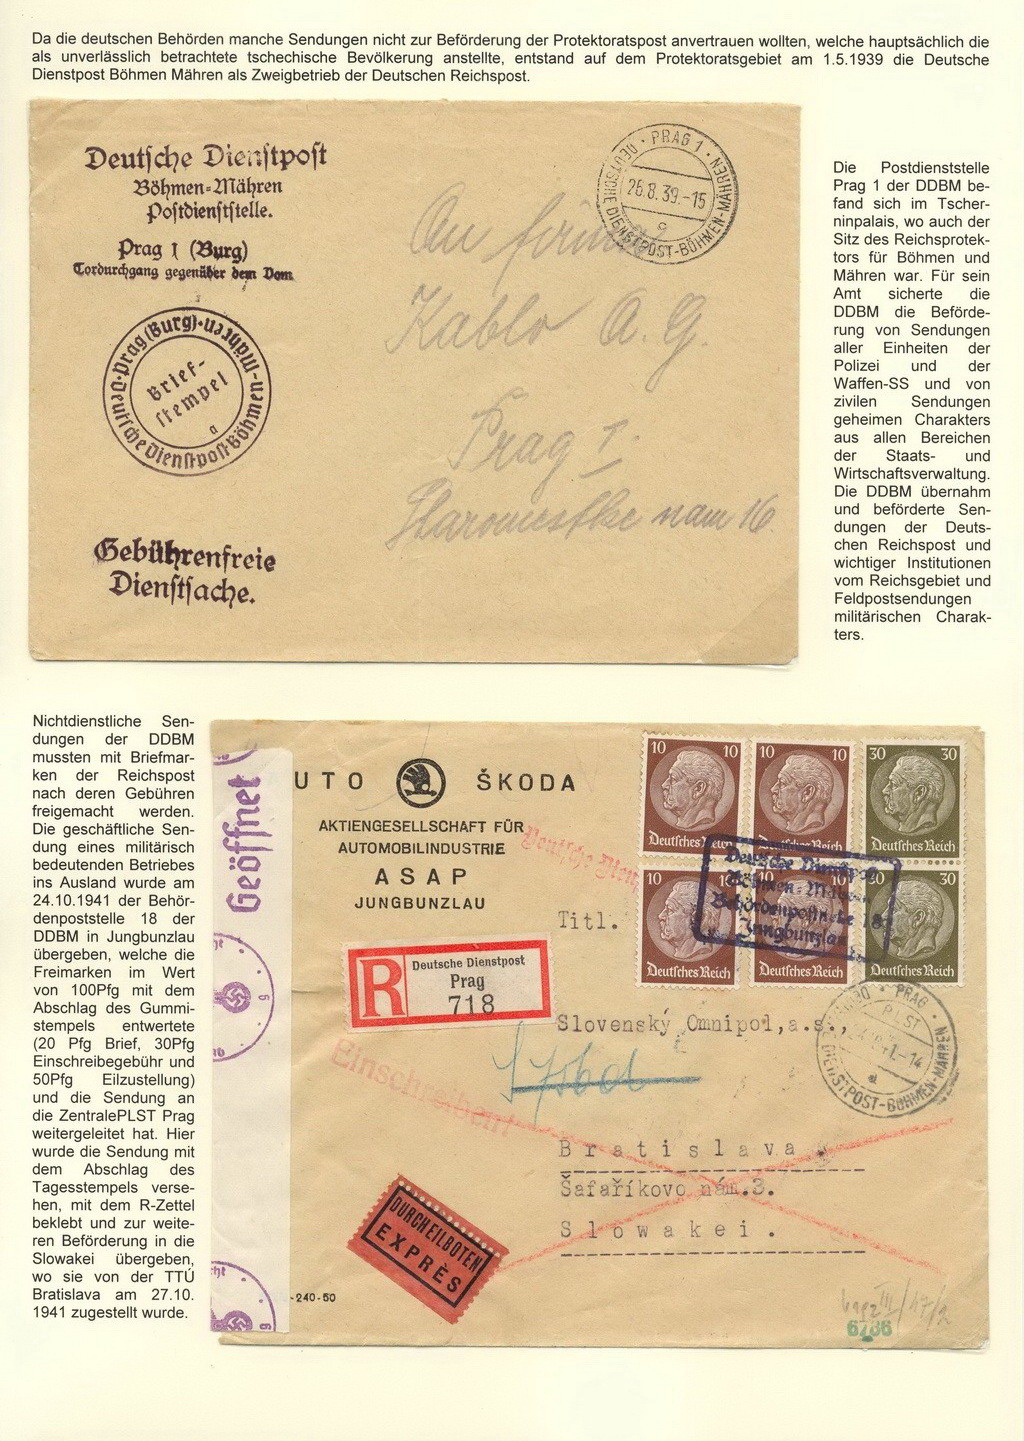 Da die deutschen Behörden manche Sendungen nicht zur Beförderung der Protektoratspost anvertrauen wollten, welche hauptsächlich die
als unverlässlich betrachtete tschechische Bevölkerung anstellte, entstand auf dem Protektoratsgebiet am 1.5.1939 die Deutsche
Dienstpost Böhmen Mähren als Zweigbetrieb der Deutschen Reichspost.
Deutsche Dienstpost
Böhmen=Mähren
Postdienststelle.
Prag 1 (Burg)
Tordurchgang gegenüber dem Dom
Deutsche Dienstpost Böhmen-Mähren · Prag (Burg) ·
Brief-
stempel
a
Gebührenfreie
Dienstsache.
· PRAG 1 ·
26.8.39.-15
DEUTSCHE DIENSTPOST-BÖHMEN-MÄHREN
An
Kablo A. G.
Prag I.
16
Die Postdienststelle
Prag 1 der DDBM be-
fand sich im Tscher-
ninpalais, wo auch der
Sitz des Reichsprotek-
tors für Böhmen und
Mähren war. Für sein
Amt sicherte die
DDBM die Beförde-
rung von Sendungen
aller Einheiten der
Polizei und der
Waffen-SS und von
zivilen Sendungen
geheimen Charakters
aus allen Bereichen
der Staats- und
Wirtschaftsverwaltung.
Die DDBM übernahm
und beförderte Sen-
dungen der Deuts-
chen Reichspost und
wichtiger Institutionen
vom Reichsgebiet und
Feldpostsendungen
militärischen Charak-
ters.
Nichtdienstliche Sen-
dungen der DDBM
mussten mit Briefmar-
ken der Reichspost
nach deren Gebühren
freigemacht werden.
Die geschäftliche Sen-
dung eines militärisch
bedeutenden Betriebes
ins Ausland wurde am
24.10.1941 der Behör-
denpoststelle 18 der
DDBM in Jungbunzlau
übergeben, welche die
Freimarken im Wert
von 100Pfg mit dem
Abschlag des Gummi-
stempels entwertete
(20 Pfg Brief, 30Pfg
Einschreibegebühr und
50Pfg Eilzustellung)
und die Sendung an
die ZentralePLST Prag
weitergeleitet hat. Hier
wurde die Sendung mit
dem Abschlag des
Tagesstempels verse-
hen, mit dem R-Zettel
beklebt und zur weite-
ren Beförderung in die
Slowakei übergeben,
wo sie von der TTÚ
Bratislava am 27.10.
1941 zugestellt wurde.
Geöffnet
UTO ŠKODA
AKTIENGESELLSCHAFT FÜR
AUTOMOBILINDUSTRIE
ASAP
JUNGBUNZLAU
10 10 10 10 30 30
Deutsches Reich
10 10
Deutsches Reich Deutsches Reich Deutsches Reich
Deutsche Dienstpost
Böhmen-Mähren
Behördenpoststelle 18
Jungbunzlau
Titl.
R
Deutsche Dienstpost
Prag
718
Slovenský Omnipol,a.s.,
Einschreiben!
PRAG
PLST
DIENSTPOST-BÖHMEN-MÄHREN
Bratislava
Šafaříkovo nám.3.
Slowakei.
DURCH EILBOTEN
EXPRÈS
-240-50
6786